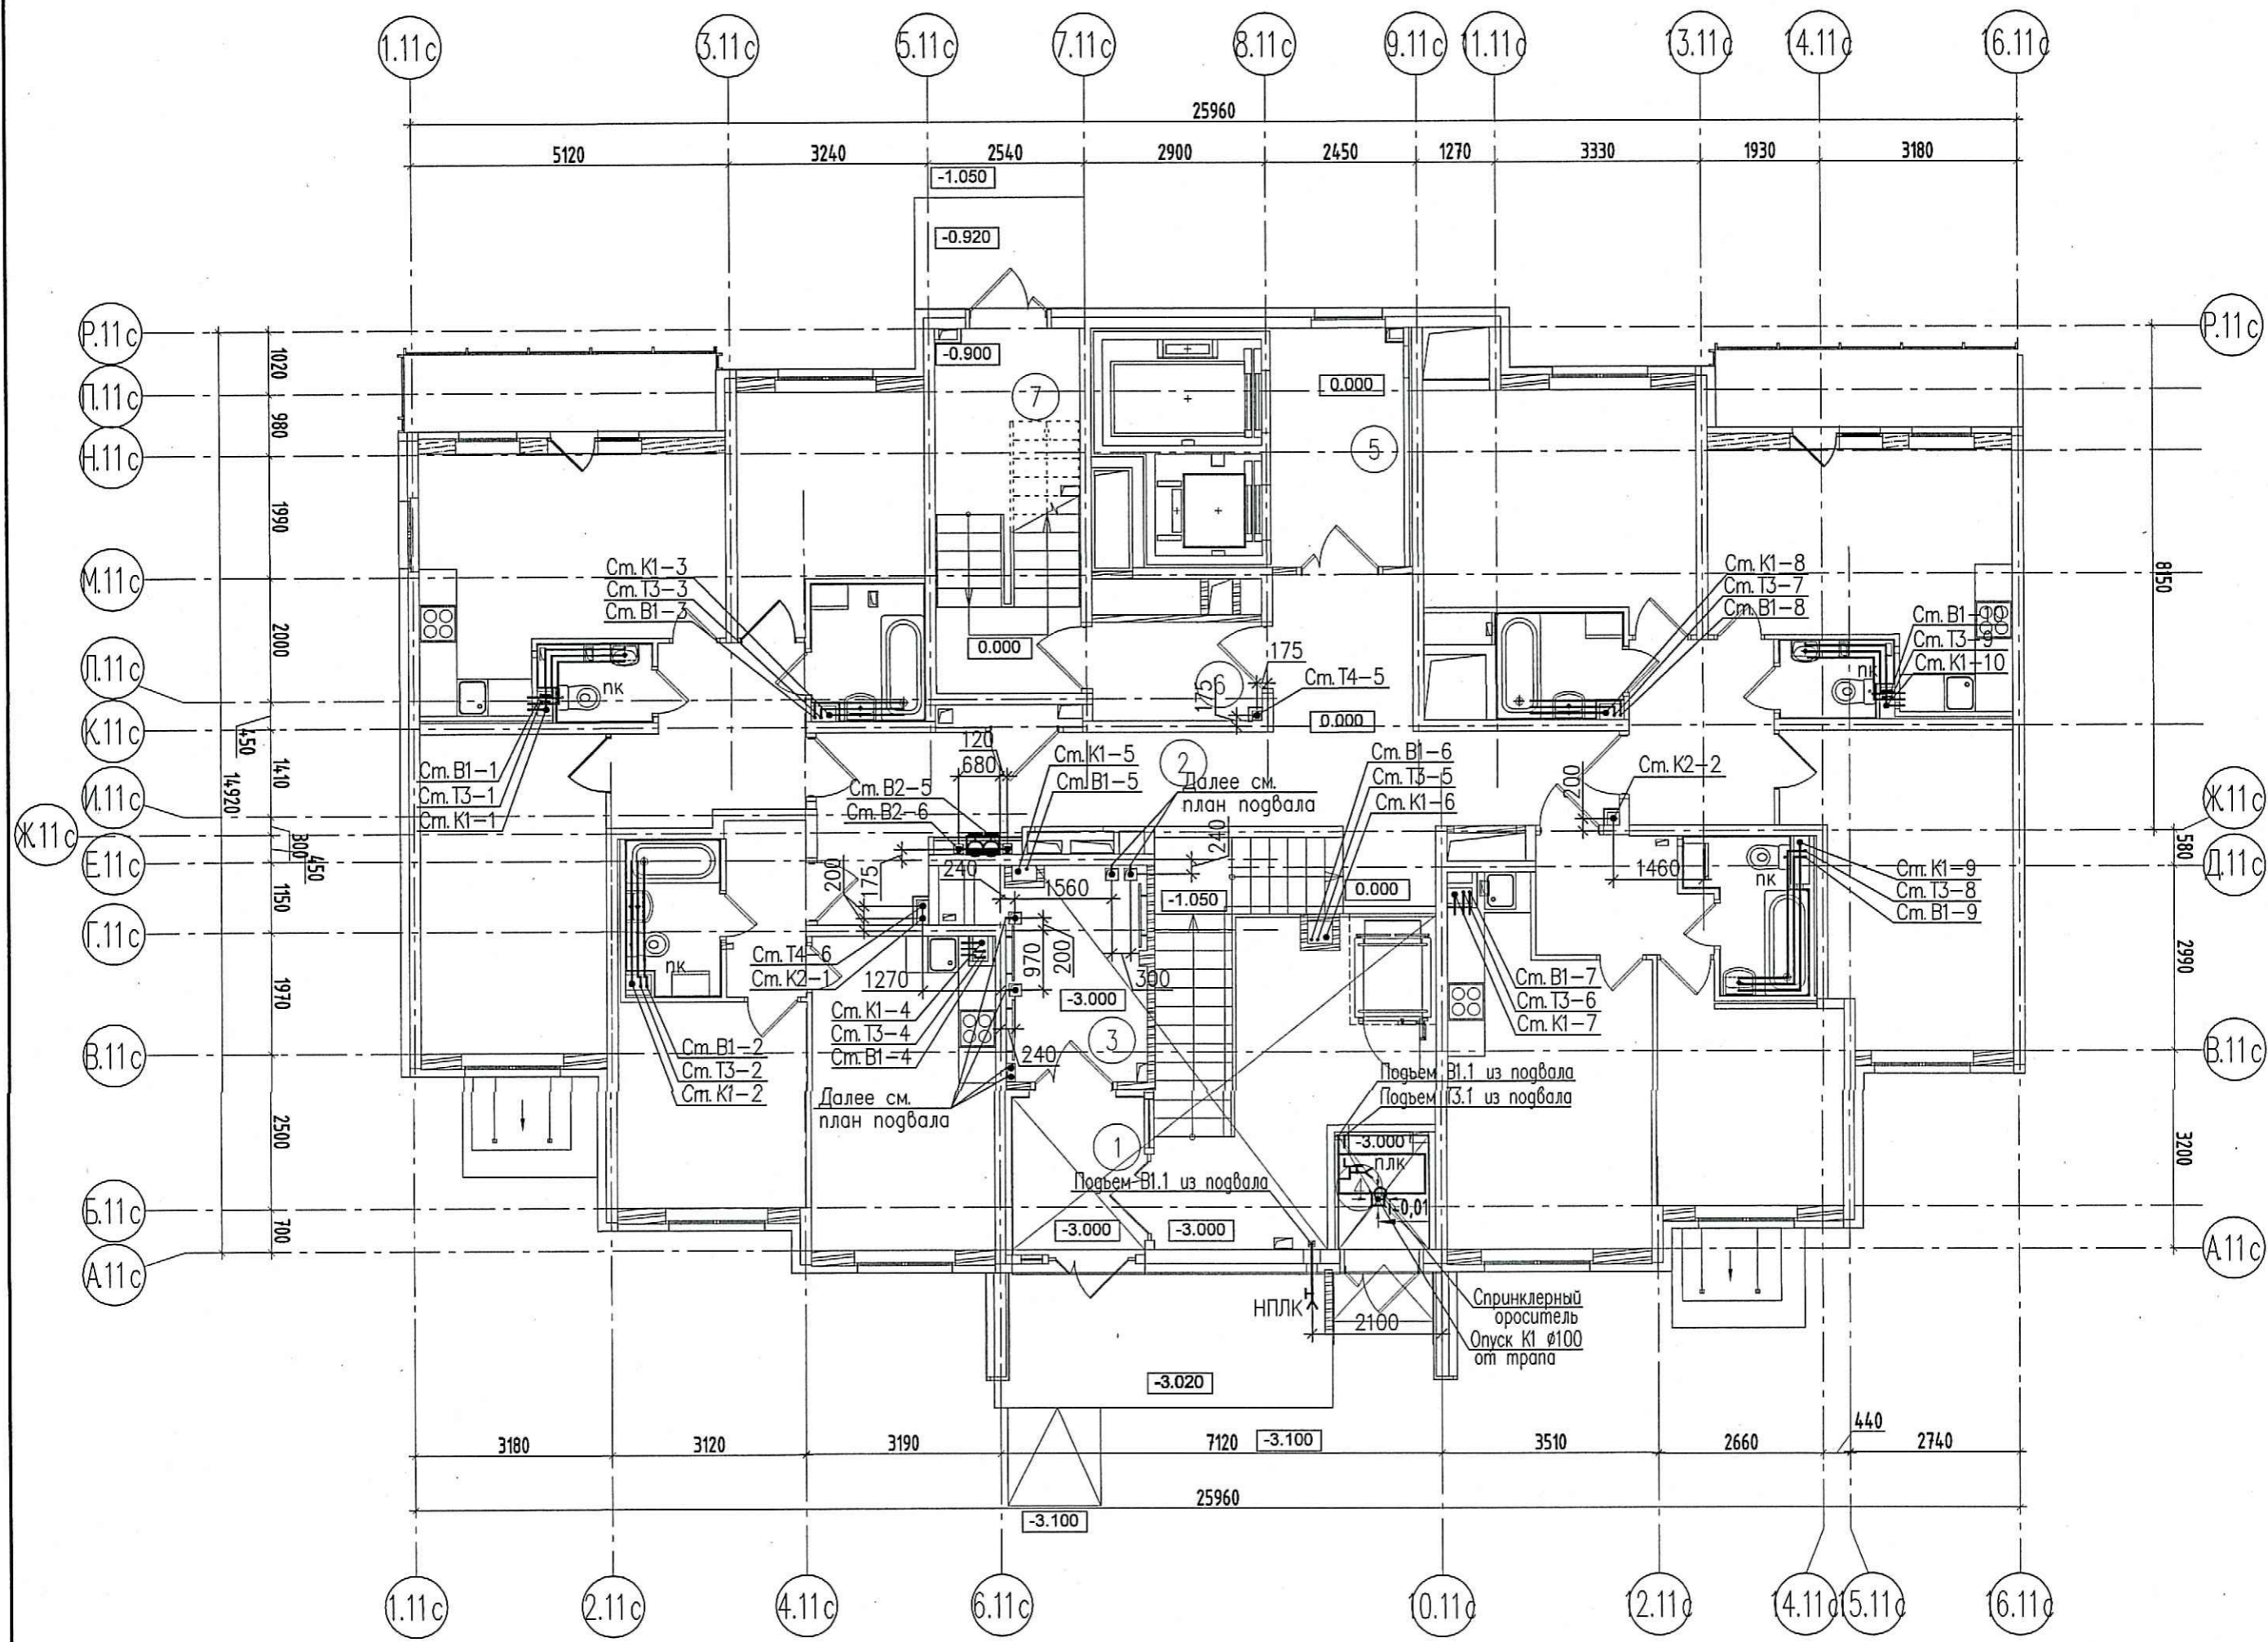 1.11с
3.11с
5.11с
7.11с
8.11с
9.11с
11.11с
13.11с
14.11с
16.11с
25960
5120
3240
2540
2900
2450
1270
3330
1930
3180
-1.050
-0.920
Р.11с
Р.11с
1020
-0.900
0.000
7
П.11с
980
Н.11с
5
1990
М.11с
8150
Ст. К1-3
Ст. Т3-3
Ст. В1-3
Ст. К1-8
Ст. Т3-7
Ст. В1-8
Ст. В1-10
Ст. Т3-9
Ст. К1-10
2000
0.000
175
Л.11с
пк
6
175
Ст. Т4-5
пк
К.11с
0.000
450
14920
1410
120
680
Ст. К1-5
Ст. В1-5
2
Далее см.
план подвала
Ст. В1-6
Ст. Т3-5
Ст. К1-6
Ст. К2-2
200
Ст. В1-1
Ст. Т3-1
Ст. К1-1
Ст. В2-5
Ст. В2-6
И.11с
Ж.11с
Ж.11с
300
450
240
580
Е.11с
Д.11с
200
175
240
1560
-1.050
0.000
1460
пк
Ст. К1-9
Ст. Т3-8
Ст. В1-9
1150
Г.11с
пк
Ст. Т4-6
Ст. К2-1
1270
970
200
300
-3.000
2990
1970
Ст. К1-4
Ст. Т3-4
Ст. В1-4
Ст. В1-7
Ст. Т3-6
Ст. К1-7
В.11с
В.11с
Ст. В1-2
Ст. Т3-2
Ст. К1-2
240
3
Далее см.
план подвала
Подъем В1.1 из подвала
Подъем Т3.1 из подвала
2500
3200
1
-3.000
плк
4
Подъем В1.1 из подвала
i=0,01
Б.11с
700
-3.000
-3.000
А.11с
А.11с
НПЛК
2100
Спринклерный
ороситель
Опуск К1 ø100
от трапа
-3.020
3180
3120
3190
7120
-3.100
3510
2660
440
2740
25960
-3.100
1.11с
2.11с
4.11с
6.11с
10.11с
12.11с
14.11с
15.11с
16.11с